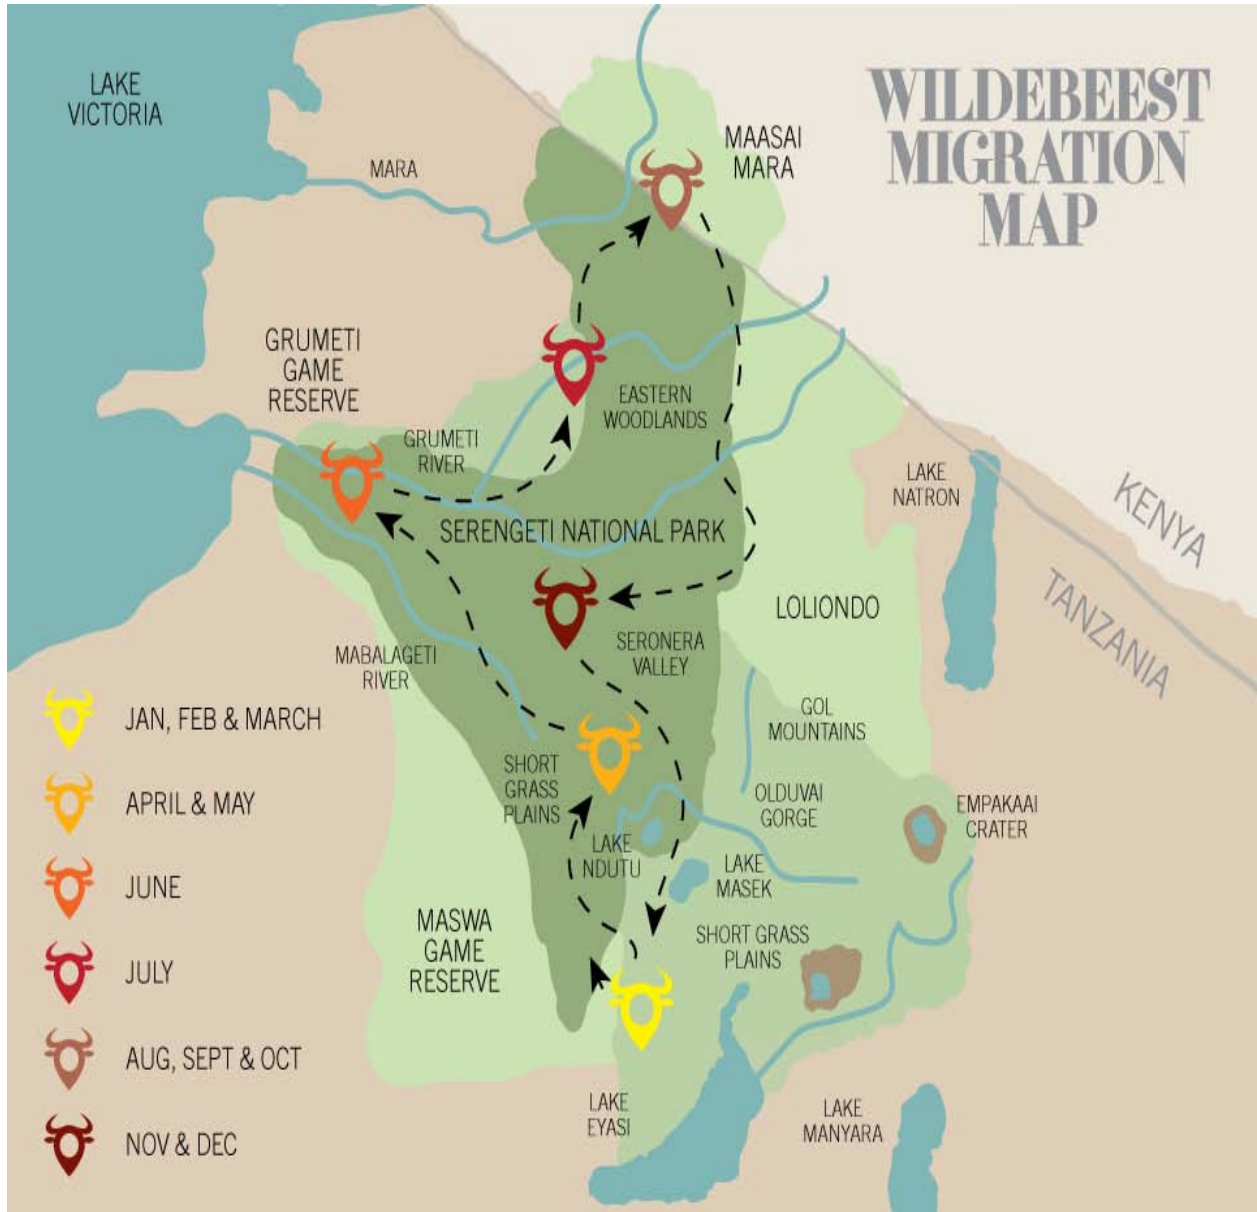 WILDEBEEST
MIGRATION
MAP
LAKE
VICTORIA
MARA
MAASAI
MARA
GRUMETI
GAME
RESERVE
GRUMETI
RIVER
EASTERN
WOODLANDS
LAKE
NATRON
KENYA
TANZANIA
SERENGETI NATIONAL PARK
LOLIONDO
SERONERA
VALLEY
MABALAGETI
RIVER
GOL
MOUNTAINS
SHORT
GRASS
PLAINS
OLDUVAI
GORGE
EMPAKAAI
CRATER
LAKE
NDUTU
LAKE
MASEK
MASWA
GAME
RESERVE
SHORT GRASS
PLAINS
LAKE
EYASI
LAKE
MANYARA
JAN, FEB & MARCH
APRIL & MAY
JUNE
JULY
AUG, SEPT & OCT
NOV & DEC